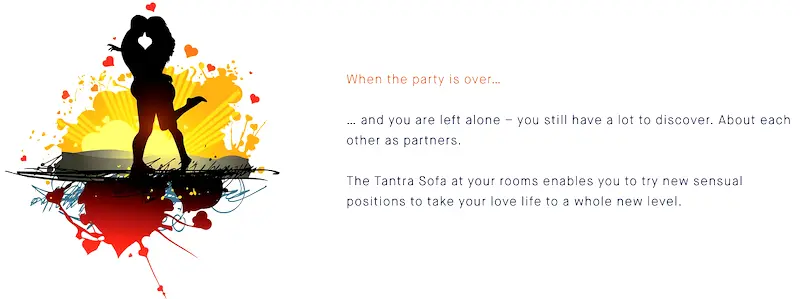 When the party is over…
… and you are left alone – you still have a lot to discover. About each
other as partners.
The Tantra Sofa at your rooms enables you to try new sensual
positions to take your love life to a whole new level.